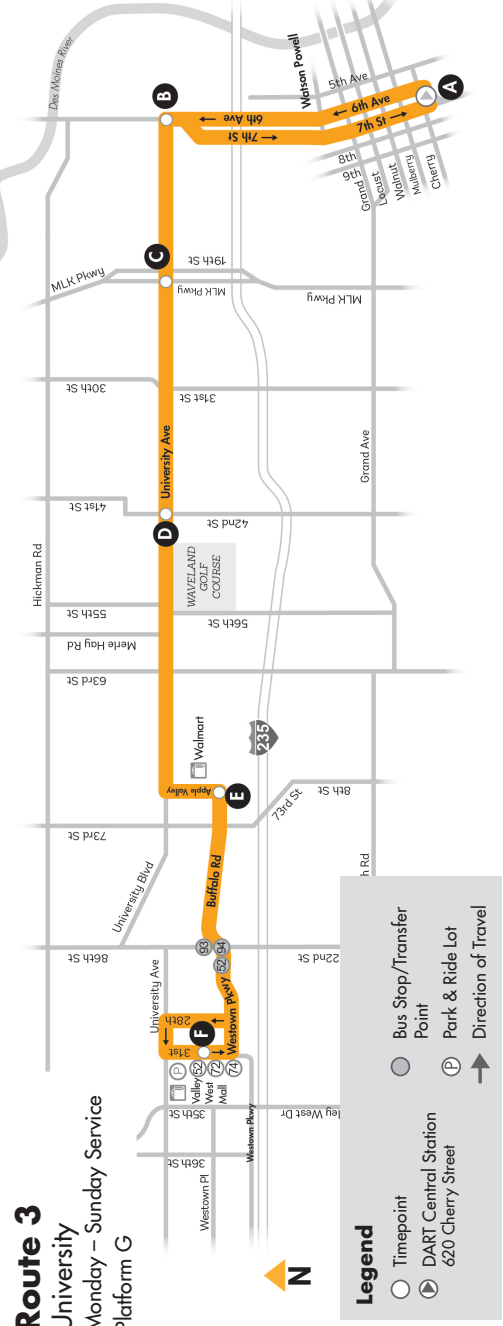 Route 3
University
Monday – Sunday Service
Platform G
Des Moines River
Hickman Rd
MLK Pkwy
19th St
MLK Pkwy
MLK Pkwy
30th St
31st St
41st St
42nd St
University Ave
WAVELAND
GOLF
COURSE
55th St
56th St
Merle Hay Rd
63rd St
Grand Ave
Watson Powell
5th Ave
6th Ave
7th St
6th Ave
7th St
8th
9th
Grand
Locust
Walnut
Mulberry
Cherry
A
B
C
D
E
F
Walmart
Apple Valley
235
73rd St
73rd St
8th St
University Blvd
Buffalo Rd
86th St
22nd St
93
94
52
University Ave
28th
31st
Westown Pkwy
P
52
72
74
Valley
West
Mall
35th St
36th St
Westown Pl
Westown Pkwy
ley West Dr
h Rd
N
Legend
Timepoint
DART Central Station
620 Cherry Street
Bus Stop/Transfer
Point
P Park & Ride Lot
Direction of Travel